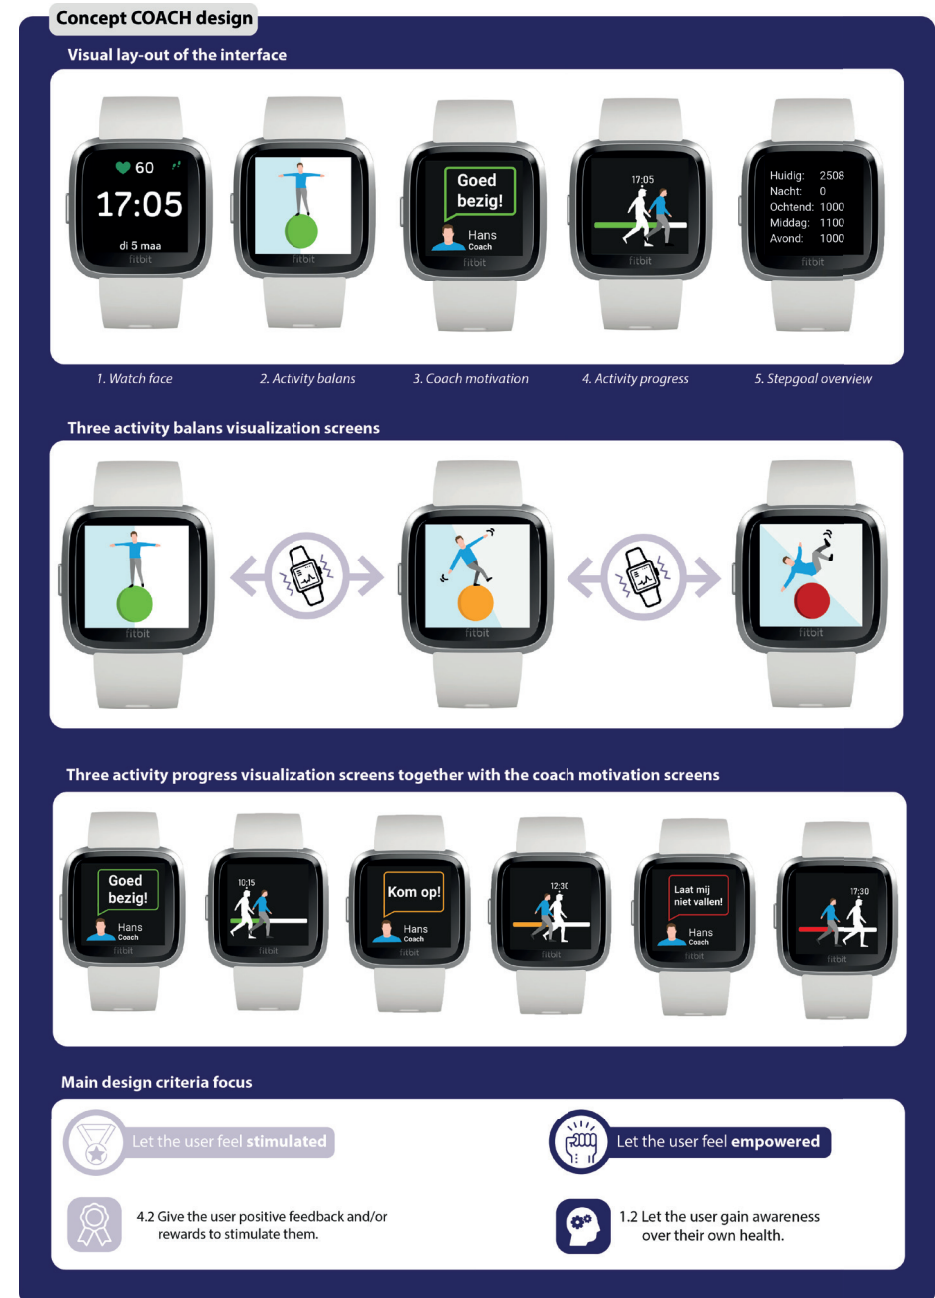 Concept COACH design
Visual lay-out of the interface
60
17:05
di 5 maa
fitbit
fitbit
Goed
bezig!
Hans
Coach
fitbit
17:05
fitbit
Huidig: 2508
Nacht: 0
Ochtend: 1000
Middag: 1100
Avond: 1000
fitbit
1. Watch face
2. Activity balans
3. Coach motivation
4. Activity progress
5. Stepgoal overview
Three activity balans visualization screens
fitbit
fitbit
fitbit
Three activity progress visualization screens together with the coach motivation screens
Goed
bezig!
Hans
Coach
fitbit
10:15
fitbit
Kom op!
Hans
Coach
fitbit
12:30
fitbit
Laat mij
niet vallen!
Hans
Coach
fitbit
17:30
fitbit
Main design criteria focus
Let the user feel stimulated
Let the user feel empowered
4.2 Give the user positive feedback and/or
rewards to stimulate them.
1.2 Let the user gain awareness
over their own health.